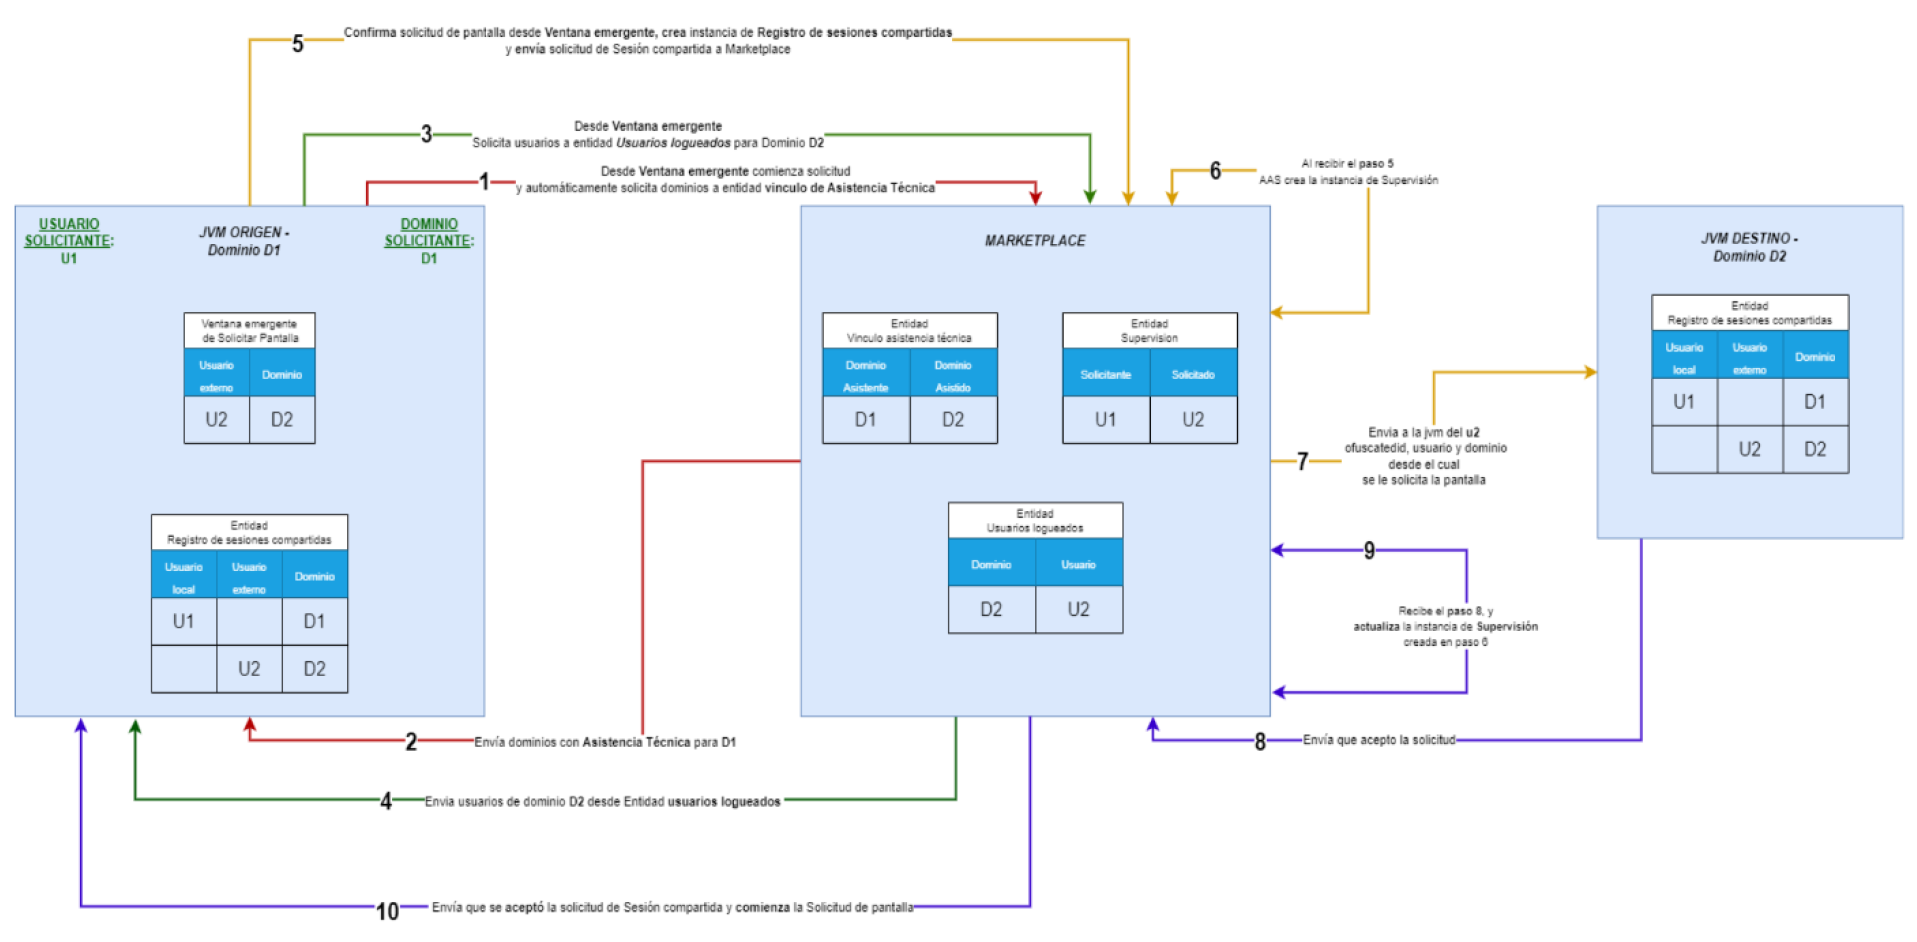 5
Confirma solicitud de pantalla desde Ventana emergente, crea instancia de Registro de sesiones compartidas
y envía solicitud de Sesión compartida a Marketplace
3
Desde Ventana emergente
Solicita usuarios a entidad Usuarios logueados para Dominio D2
1
Desde Ventana emergente comienza solicitud
y automáticamente solicita dominios a entidad vinculo de Asistencia Técnica
6
Al recibir el paso 5
AAS crea la instancia de Supervisión
USUARIO
SOLICITANTE:
U1
JVM ORIGEN -
Dominio D1
DOMINIO
SOLICITANTE:
D1
Ventana emergente
de Solicitar Pantalla
Usuario
externo
Dominio
U2
D2
Entidad
Registro de sesiones compartidas
Usuario
local
Usuario
externo
Dominio
U1
D1
U2
D2
MARKETPLACE
Entidad
Vinculo asistencia técnica
Dominio
Asistente
Dominio
Asistido
D1
D2
Entidad
Supervision
Solicitante
Solicitado
U1
U2
Entidad
Usuarios logueados
Dominio
Usuario
D2
U2
JVM DESTINO -
Dominio D2
Entidad
Registro de sesiones compartidas
Usuario
local
Usuario
externo
Dominio
U1
D1
U2
D2
7
Envia a la jvm del u2
ofuscatedid, usuario y dominio
desde el cual
se le solicita la pantalla
9
Recibe el paso 8, y
actualiza la instancia de Supervisión
creada en paso 6
2
Envía dominios con Asistencia Técnica para D1
8
Envía que acepto la solicitud
4
Envia usuarios de dominio D2 desde Entidad usuarios logueados
10
Envía que se aceptó la solicitud de Sesión compartida y comienza la Solicitud de pantalla